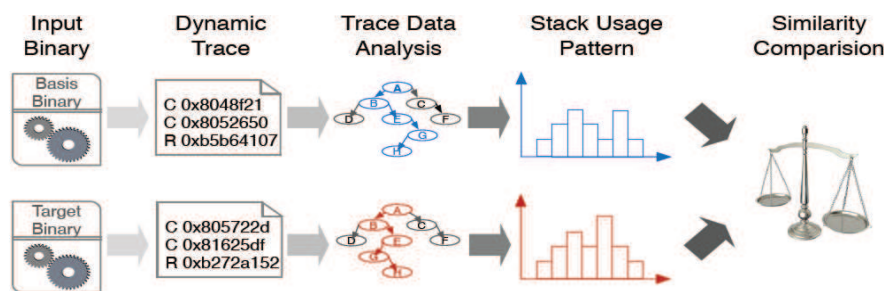 Input
Binary
Dynamic
Trace
Trace Data
Analysis
Stack Usage
Pattern
Similarity
Comparision
Basis
Binary
C 0x8048f21
C 0x8052650
R 0xb5b64107
A
B
C
D
E
F
G
H
Target
Binary
C 0x805722d
C 0x81625df
R 0xb272a152
A
B
C
D
E
F
G
H